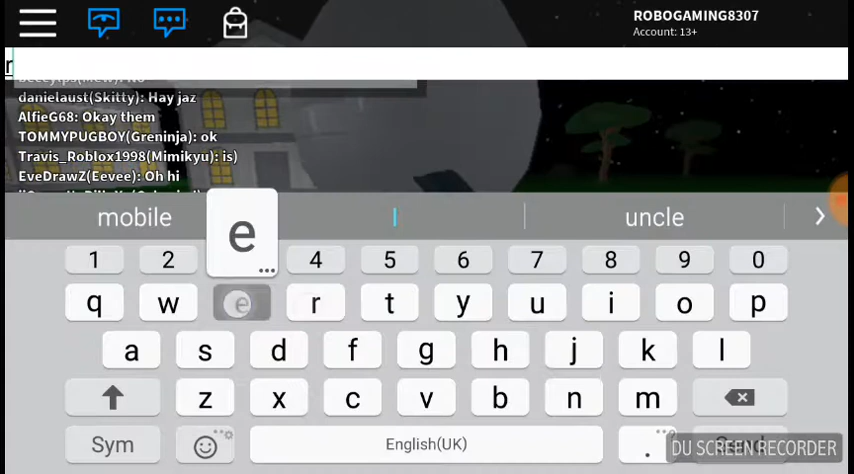 ROBOGAMING8307
Account: 13+
r
danielaust(Skitty): Hay jaz
AlfieG68: Okay them
TOMMYPUGBOY(Greninja): ok
Travis_Roblox1998(Mimikyu): is)
EveDrawZ(Eevee): Oh hi
mobile e I uncle
1 2 4 5 6 7 8 9 0
q w e r t y u i o p
a s d f g h j k l
z x c v b n m
Sym English(UK) .
DU SCREEN RECORDER